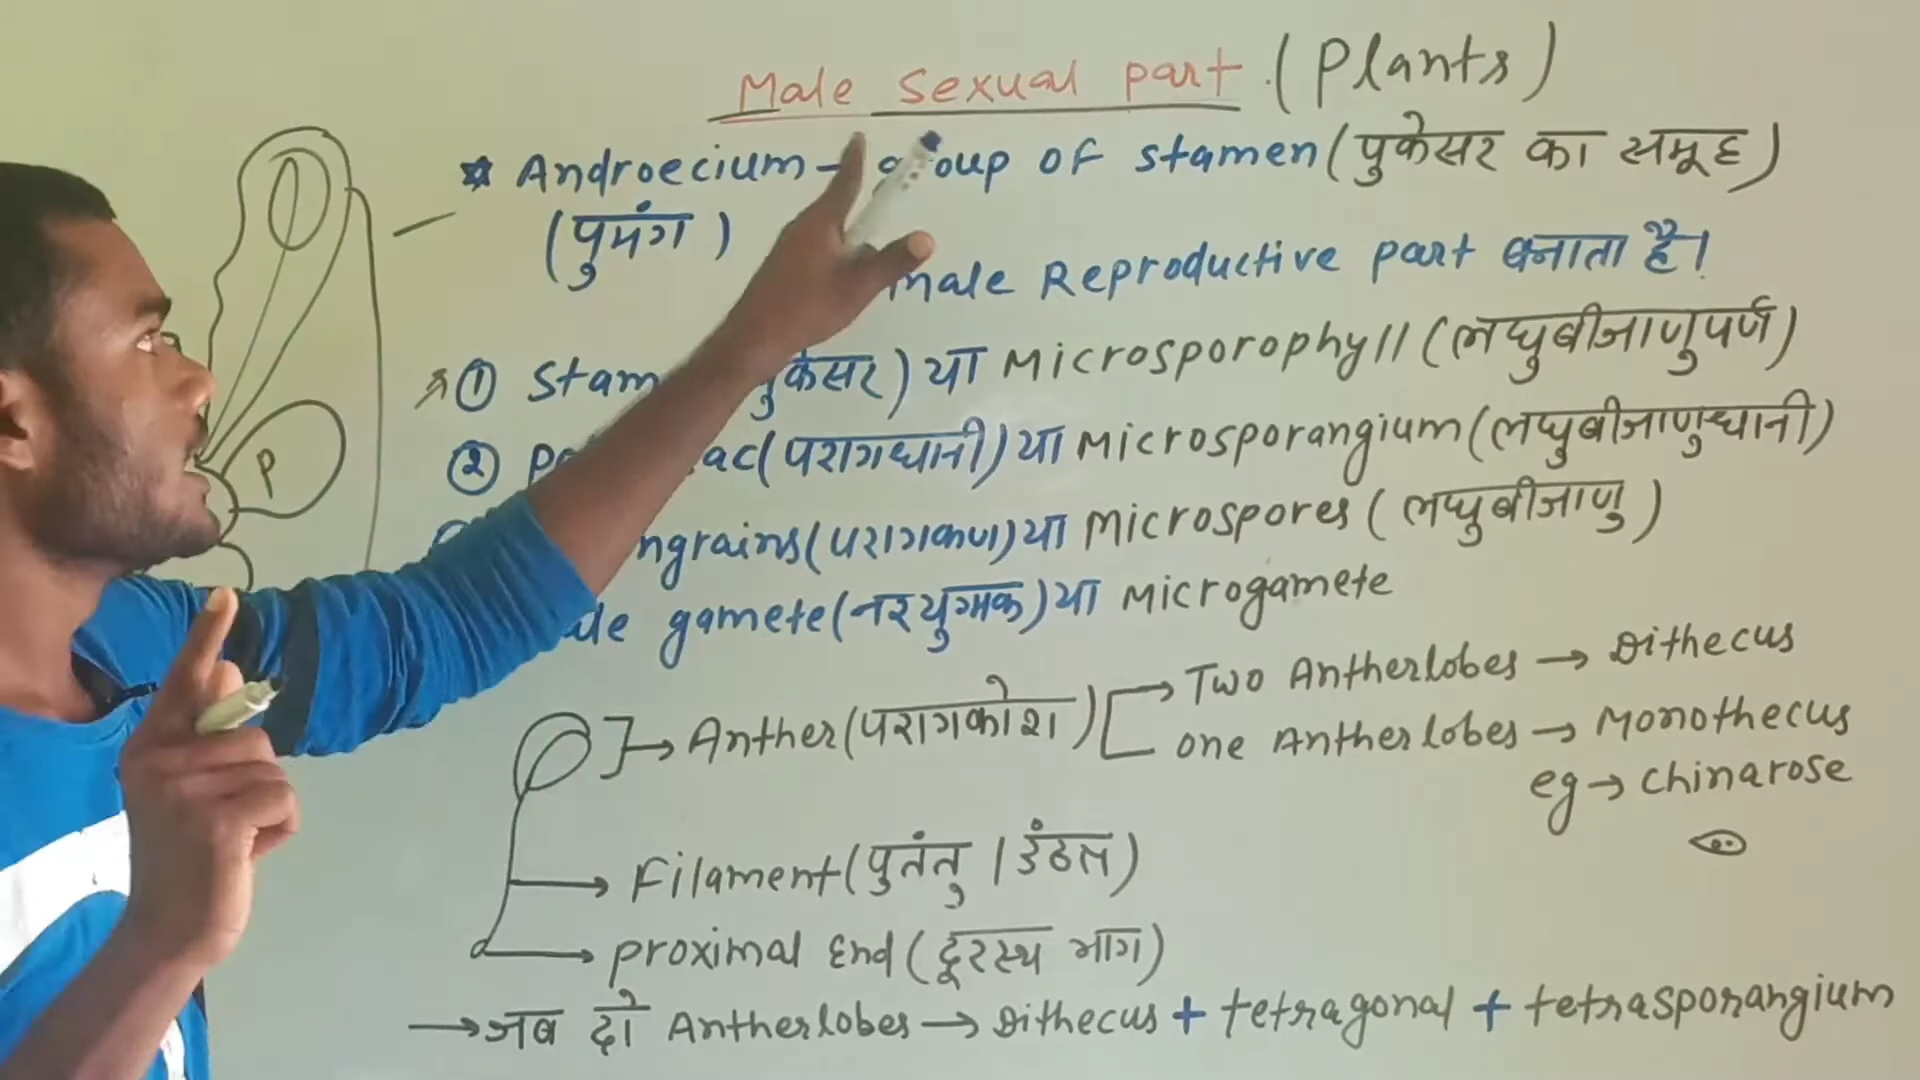 Male sexual part (Plants)
* Androecium - group of stamen (पुकेसर का समूह)
(पुमंग)
male Reproductive part बनाता है।
① Stam केसर) या Microsporophyll (लघुबीजाणुपर्ण)
② ac (परागधानी) या Microsporangium (लघुबीजाणुधानी)
ngrains (परागकण) या Microspores (लघुबीजाणु)
gamete (नरयुग्मक) या Microgamete
P
→ Anther (परागकोश) → Two Antherlobes → Dithecus
one Antherlobes → Monothecus
eg → Chinarose
→ Filament (पुतंतु / डंठल)
→ proximal End (दूरस्थ भाग)
→ जब दो Antherlobes → Dithecus + tetragonal + tetrasporangium